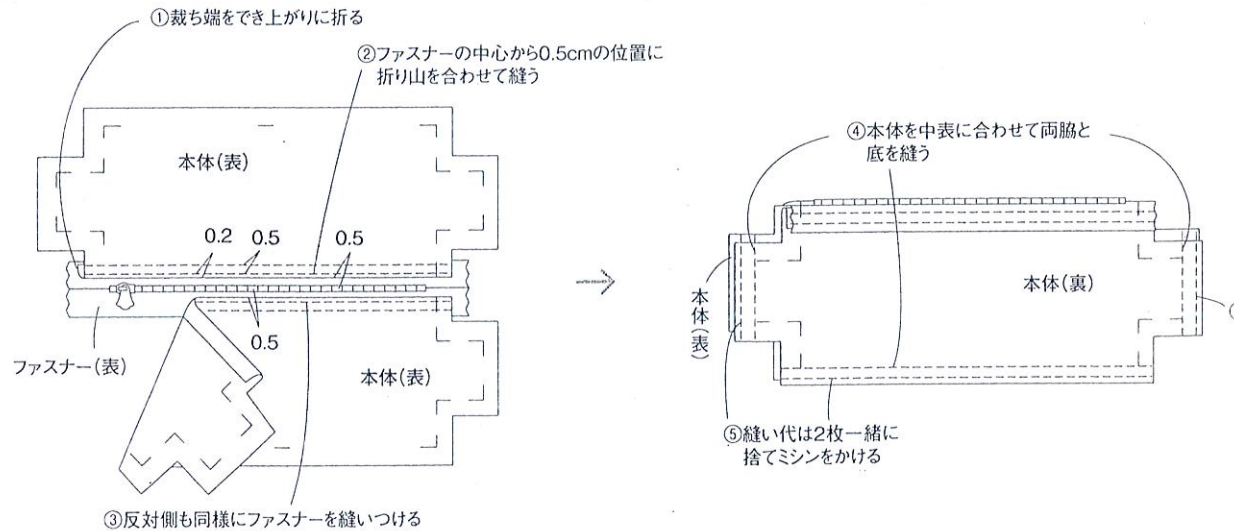 ①裁ち端をでき上がりに折る
②ファスナーの中心から0.5cmの位置に
折り山を合わせて縫う
本体(表)
0.2
0.5
0.5
0.5
ファスナー(表)
本体(表)
③反対側も同様にファスナーを縫いつける
④本体を中表に合わせて両脇と
底を縫う
本体(表)
本体(裏)
⑤縫い代は2枚一緒に
捨てミシンをかける